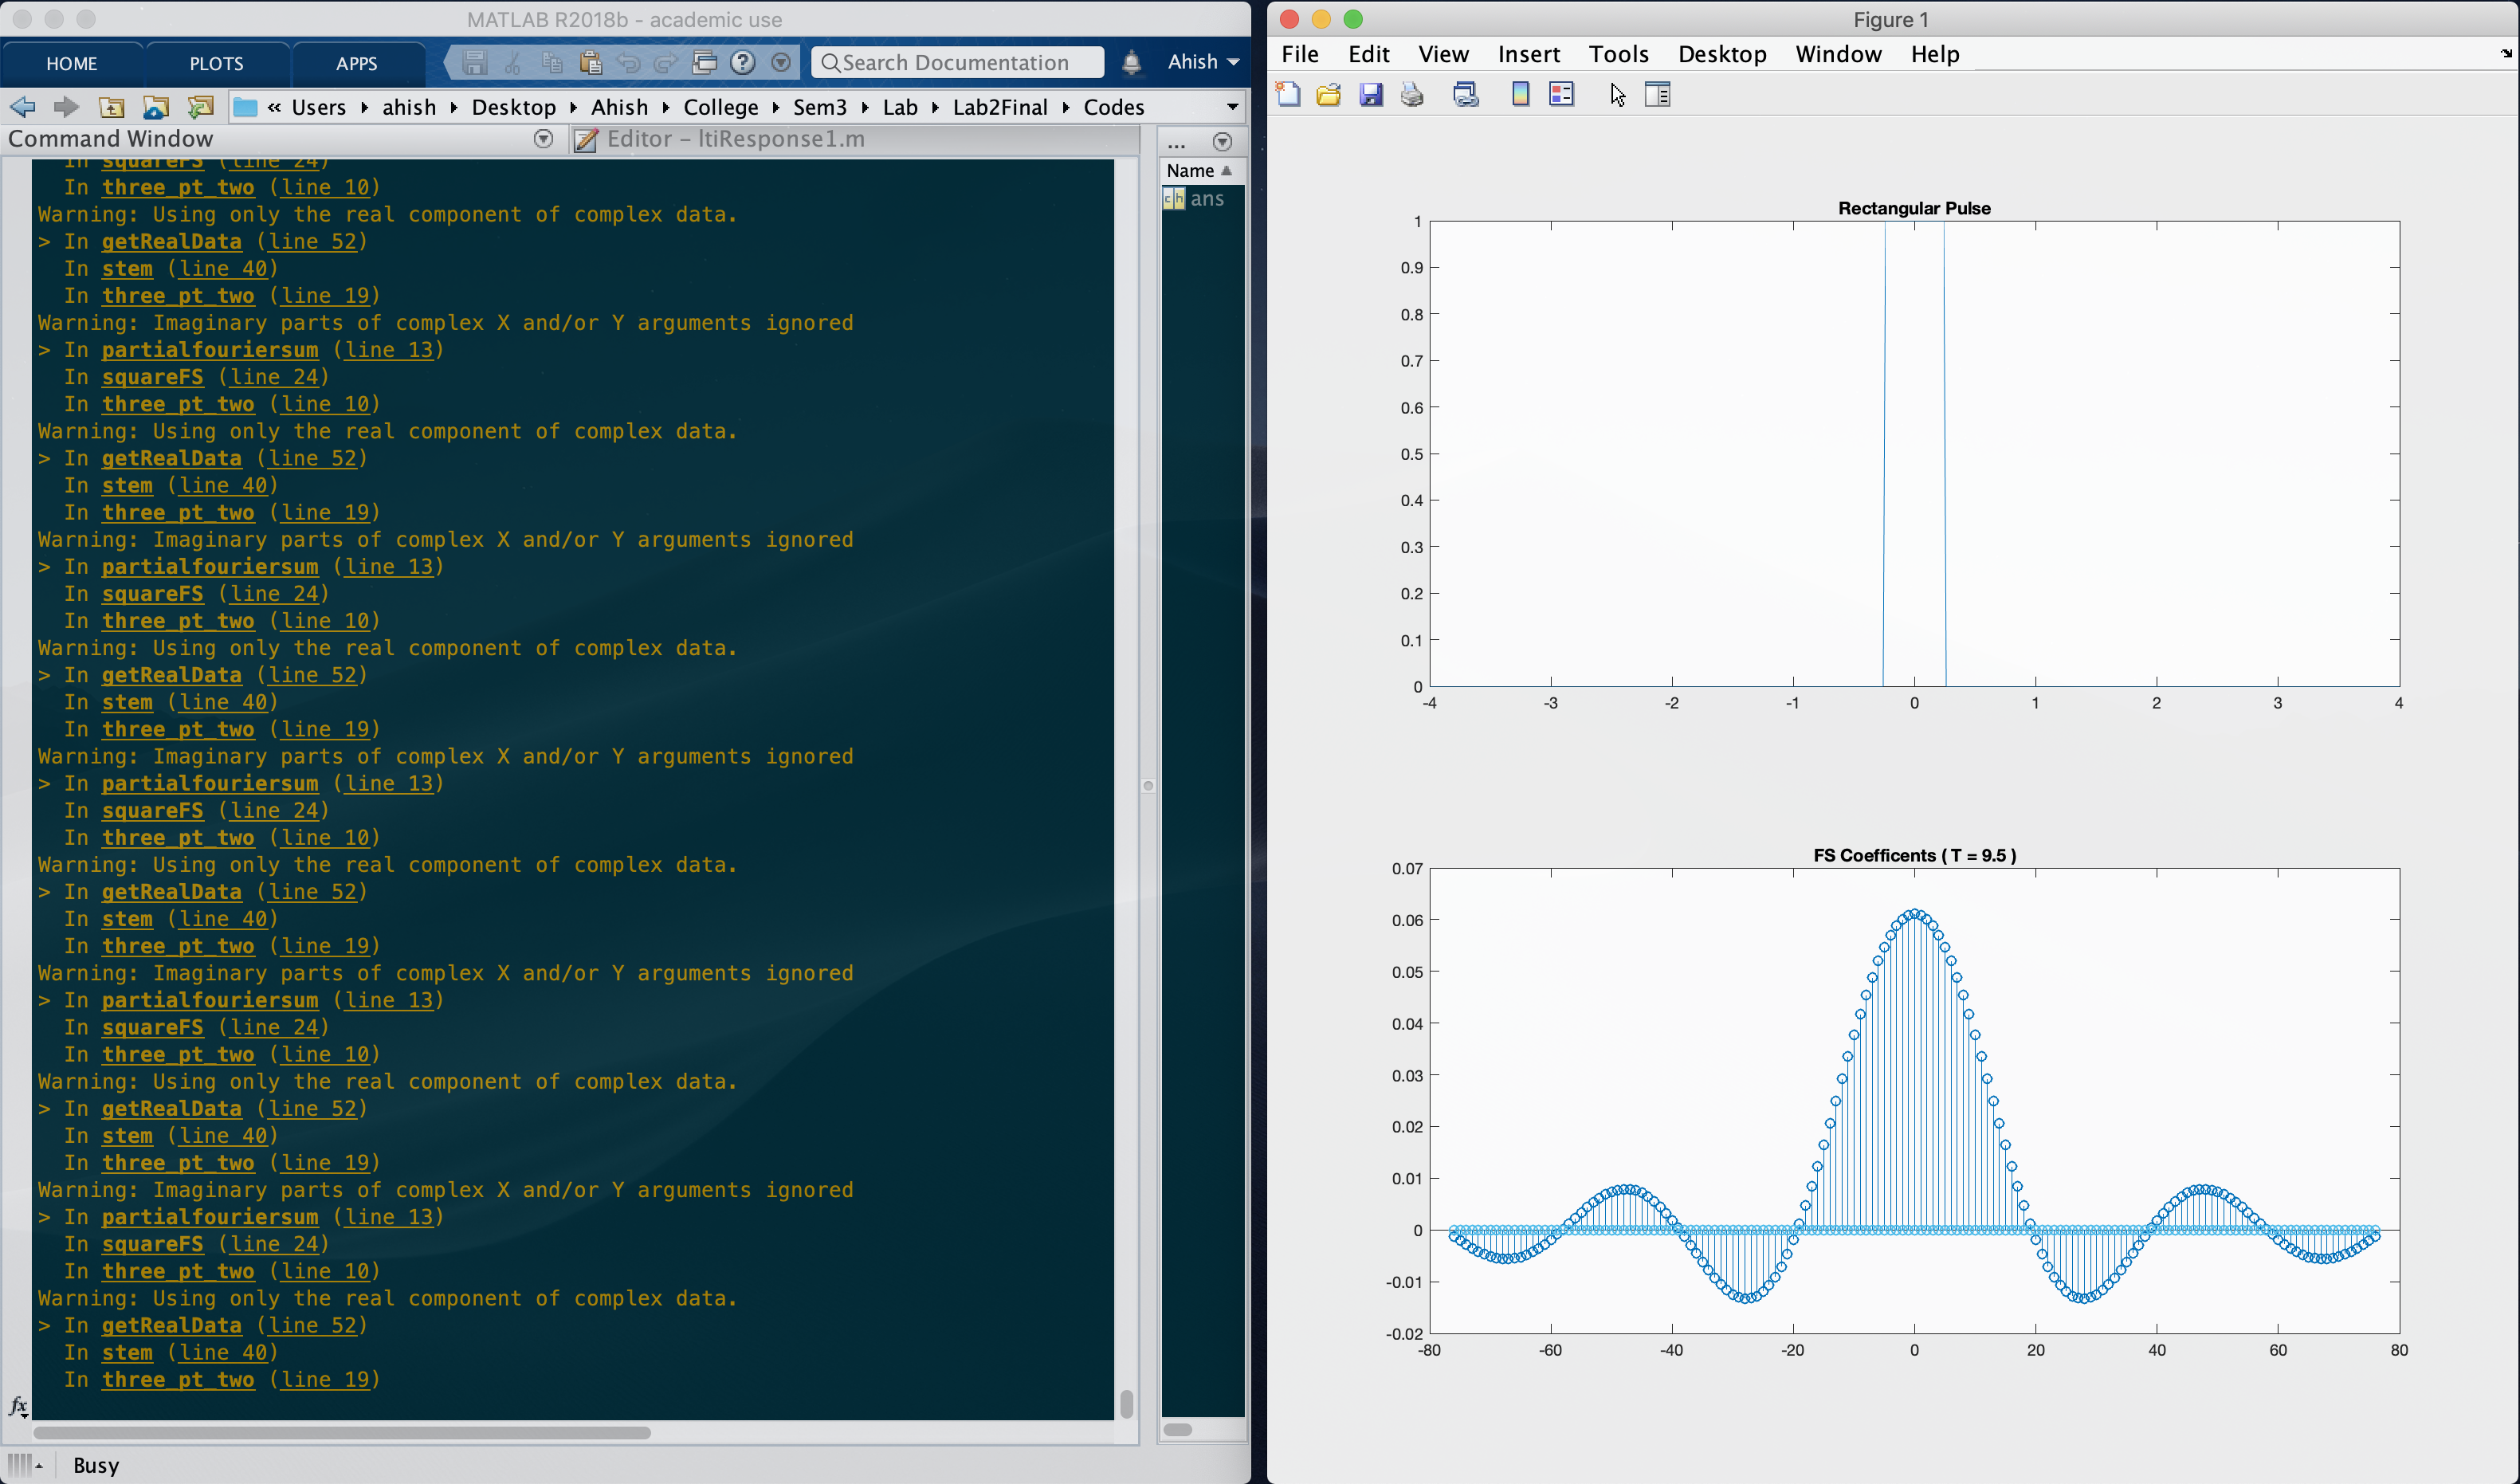 MATLAB R2018b - academic use
HOME PLOTS APPS Search Documentation Ahish
« Users ahish Desktop Ahish College Sem3 Lab Lab2Final Codes
Command Window
Editor – ltiResponse1.m
...
Name
ch ans
In squareFS (line 24)
In three_pt_two (line 10)
Warning: Using only the real component of complex data.
> In getRealData (line 52)
In stem (line 40)
In three_pt_two (line 19)
Warning: Imaginary parts of complex X and/or Y arguments ignored
> In partialfouriersum (line 13)
In squareFS (line 24)
In three_pt_two (line 10)
Warning: Using only the real component of complex data.
> In getRealData (line 52)
In stem (line 40)
In three_pt_two (line 19)
Warning: Imaginary parts of complex X and/or Y arguments ignored
> In partialfouriersum (line 13)
In squareFS (line 24)
In three_pt_two (line 10)
Warning: Using only the real component of complex data.
> In getRealData (line 52)
In stem (line 40)
In three_pt_two (line 19)
Warning: Imaginary parts of complex X and/or Y arguments ignored
> In partialfouriersum (line 13)
In squareFS (line 24)
In three_pt_two (line 10)
Warning: Using only the real component of complex data.
> In getRealData (line 52)
In stem (line 40)
In three_pt_two (line 19)
Warning: Imaginary parts of complex X and/or Y arguments ignored
> In partialfouriersum (line 13)
In squareFS (line 24)
In three_pt_two (line 10)
Warning: Using only the real component of complex data.
> In getRealData (line 52)
In stem (line 40)
In three_pt_two (line 19)
Warning: Imaginary parts of complex X and/or Y arguments ignored
> In partialfouriersum (line 13)
In squareFS (line 24)
In three_pt_two (line 10)
Warning: Using only the real component of complex data.
> In getRealData (line 52)
In stem (line 40)
In three_pt_two (line 19)
fx
Busy
Figure 1
File Edit View Insert Tools Desktop Window Help
Rectangular Pulse
1
0.9
0.8
0.7
0.6
0.5
0.4
0.3
0.2
0.1
0
-4 -3 -2 -1 0 1 2 3 4
FS Coefficents ( T = 9.5 )
0.07
0.06
0.05
0.04
0.03
0.02
0.01
0
-0.01
-0.02
-80 -60 -40 -20 0 20 40 60 80